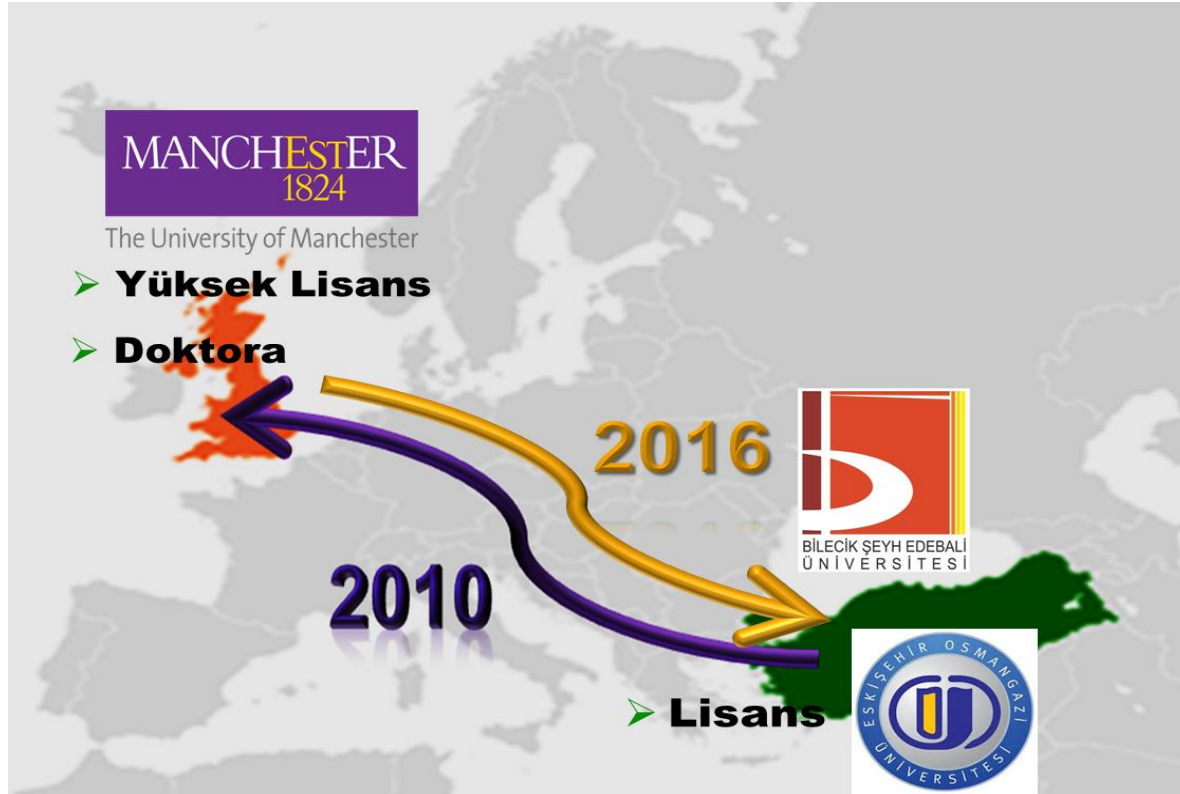 MANCHESTER
1824
The University of Manchester
➢ Yüksek Lisans
➢ Doktora
2016
BİLECİK ŞEYH EDEBALİ
ÜNİVERSİTESİ
2010
➢ Lisans
ESKİŞEHİR OSMANGAZİ
ÜNİVERSİTESİ